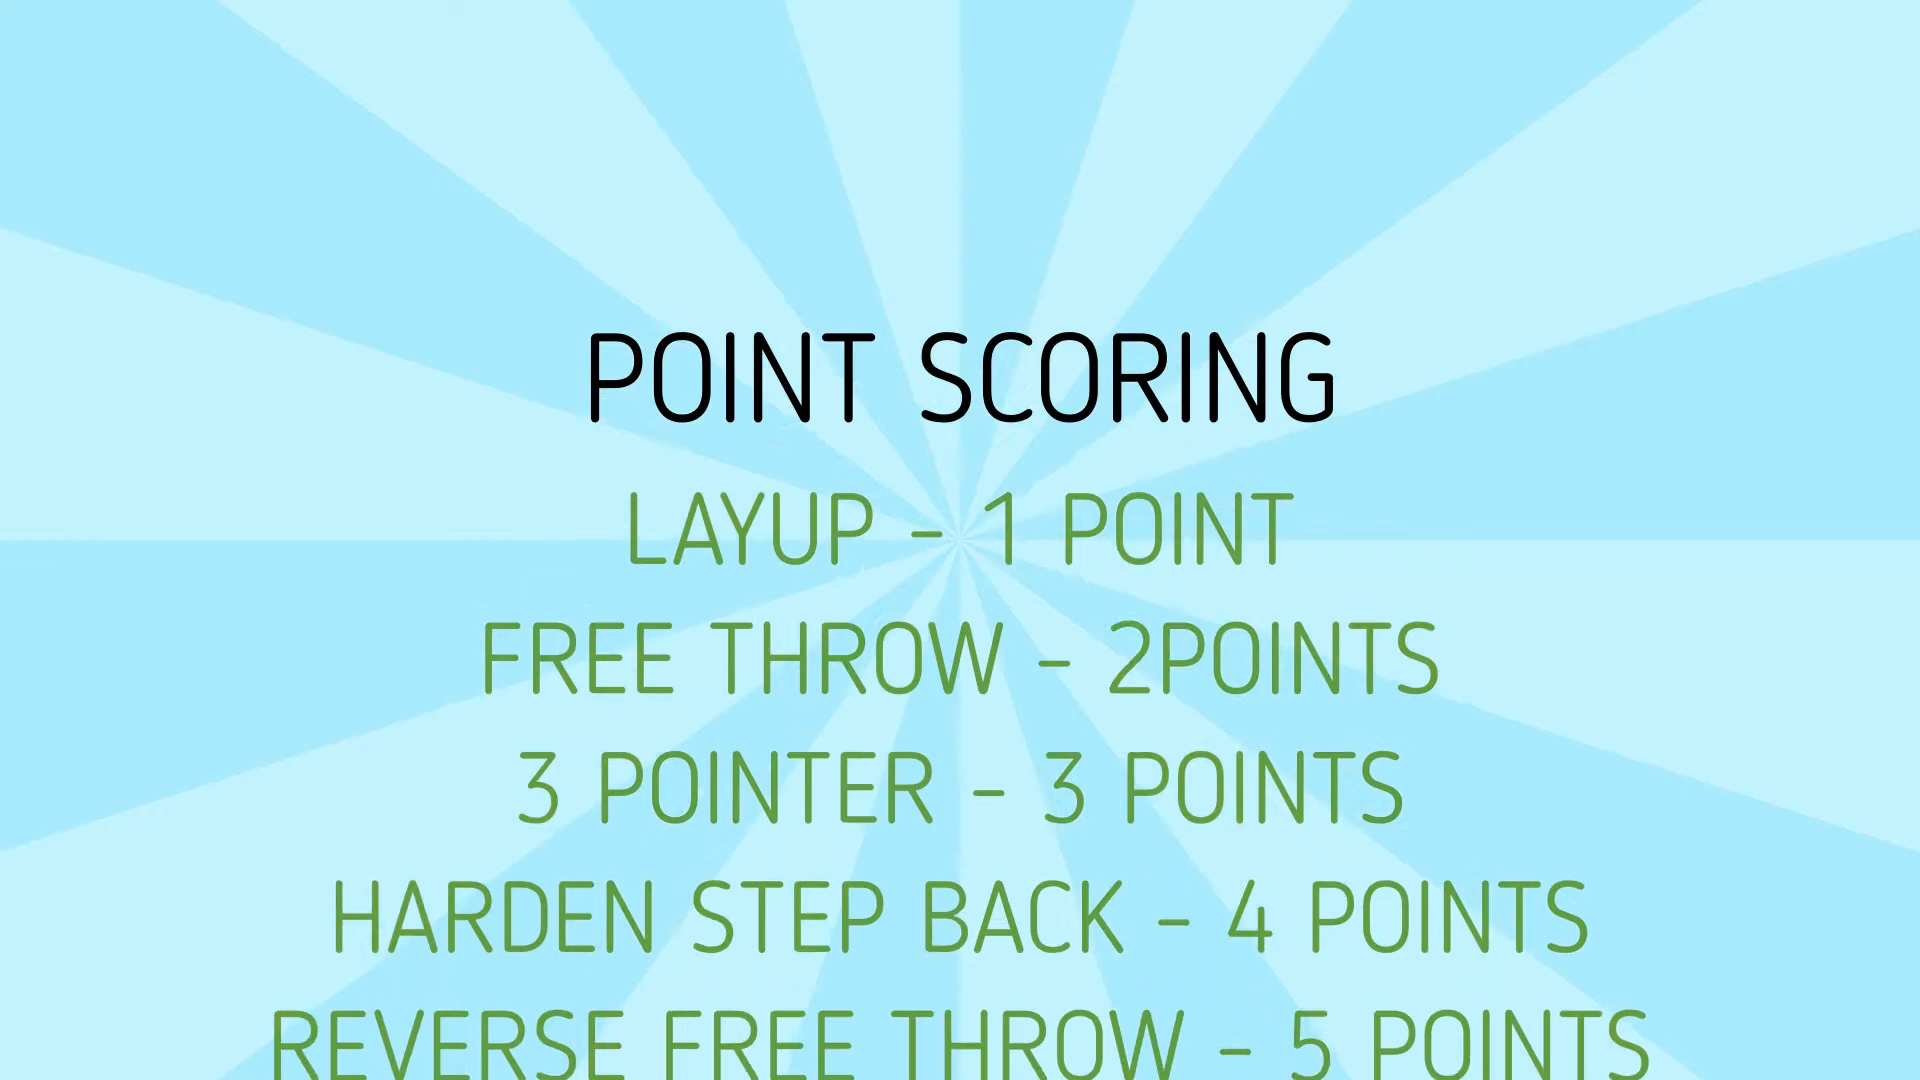 POINT SCORING
LAYUP - 1 POINT
FREE THROW - 2POINTS
3 POINTER - 3 POINTS
HARDEN STEP BACK - 4 POINTS
REVERSE FREE THROW - 5 POINTS